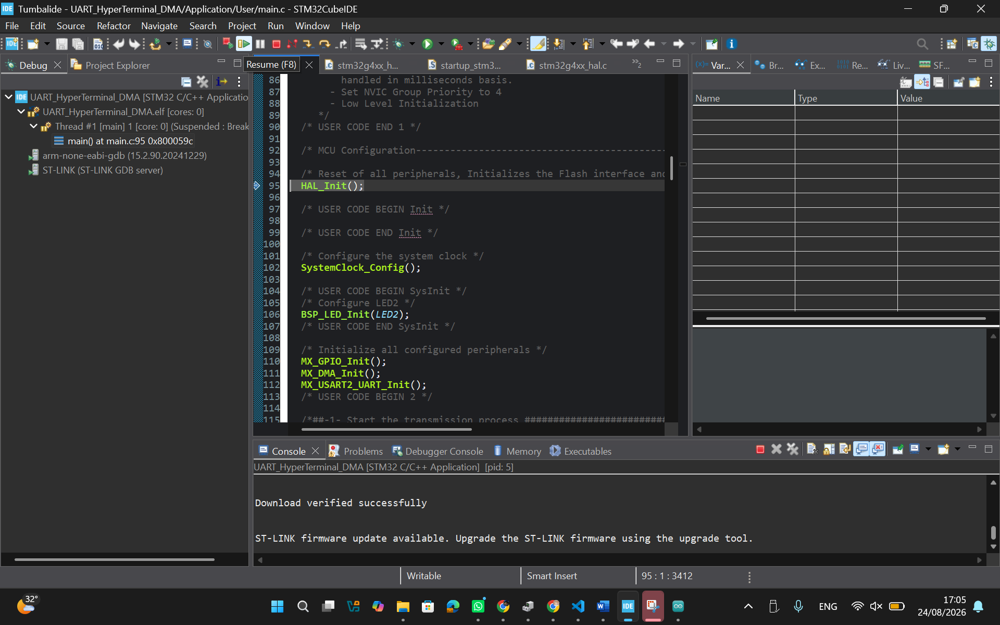 IDE Tumbalide - UART_HyperTerminal_DMA/Application/User/main.c - STM32CubeIDE
File Edit Source Refactor Navigate Search Project Run Window Help
Debug Project Explorer
Resume (F8)
stm32g4xx_h... startup_stm3... stm32g4xx_hal.c
Var... Br... Ex... Re... Liv... SF...
IDE UART_HyperTerminal_DMA [STM32 C/C++ Applicatio
UART_HyperTerminal_DMA.elf [cores: 0]
Thread #1 [main] 1 [core: 0] (Suspended : Break
main() at main.c:95 0x800059c
arm-none-eabi-gdb (15.2.90.20241229)
ST-LINK (ST-LINK GDB server)
86 handled in milliseconds basis.
87 - Set NVIC Group Priority to 4
88 - Low Level Initialization
89 */
90 /* USER CODE END 1 */
91
92 /* MCU Configuration--------------------------------------------
93
94 /* Reset of all peripherals, Initializes the Flash interface and
95 HAL_Init();
96
97 /* USER CODE BEGIN Init */
98
99 /* USER CODE END Init */
100
101 /* Configure the system clock */
102 SystemClock_Config();
103
104 /* USER CODE BEGIN SysInit */
105 /* Configure LED2 */
106 BSP_LED_Init(LED2);
107 /* USER CODE END SysInit */
108
109 /* Initialize all configured peripherals */
110 MX_GPIO_Init();
111 MX_DMA_Init();
112 MX_USART2_UART_Init();
113 /* USER CODE BEGIN 2 */
114
115 /*##-1- Start the transmission process #########################
Name Type Value
Console Problems Debugger Console Memory Executables
UART_HyperTerminal_DMA [STM32 C/C++ Application] [pid: 5]
Download verified successfully
ST-LINK firmware update available. Upgrade the ST-LINK firmware using the upgrade tool.
Writable Smart Insert 95 : 1 : 3412
32°
IDE
ENG
17:05
24/08/2026